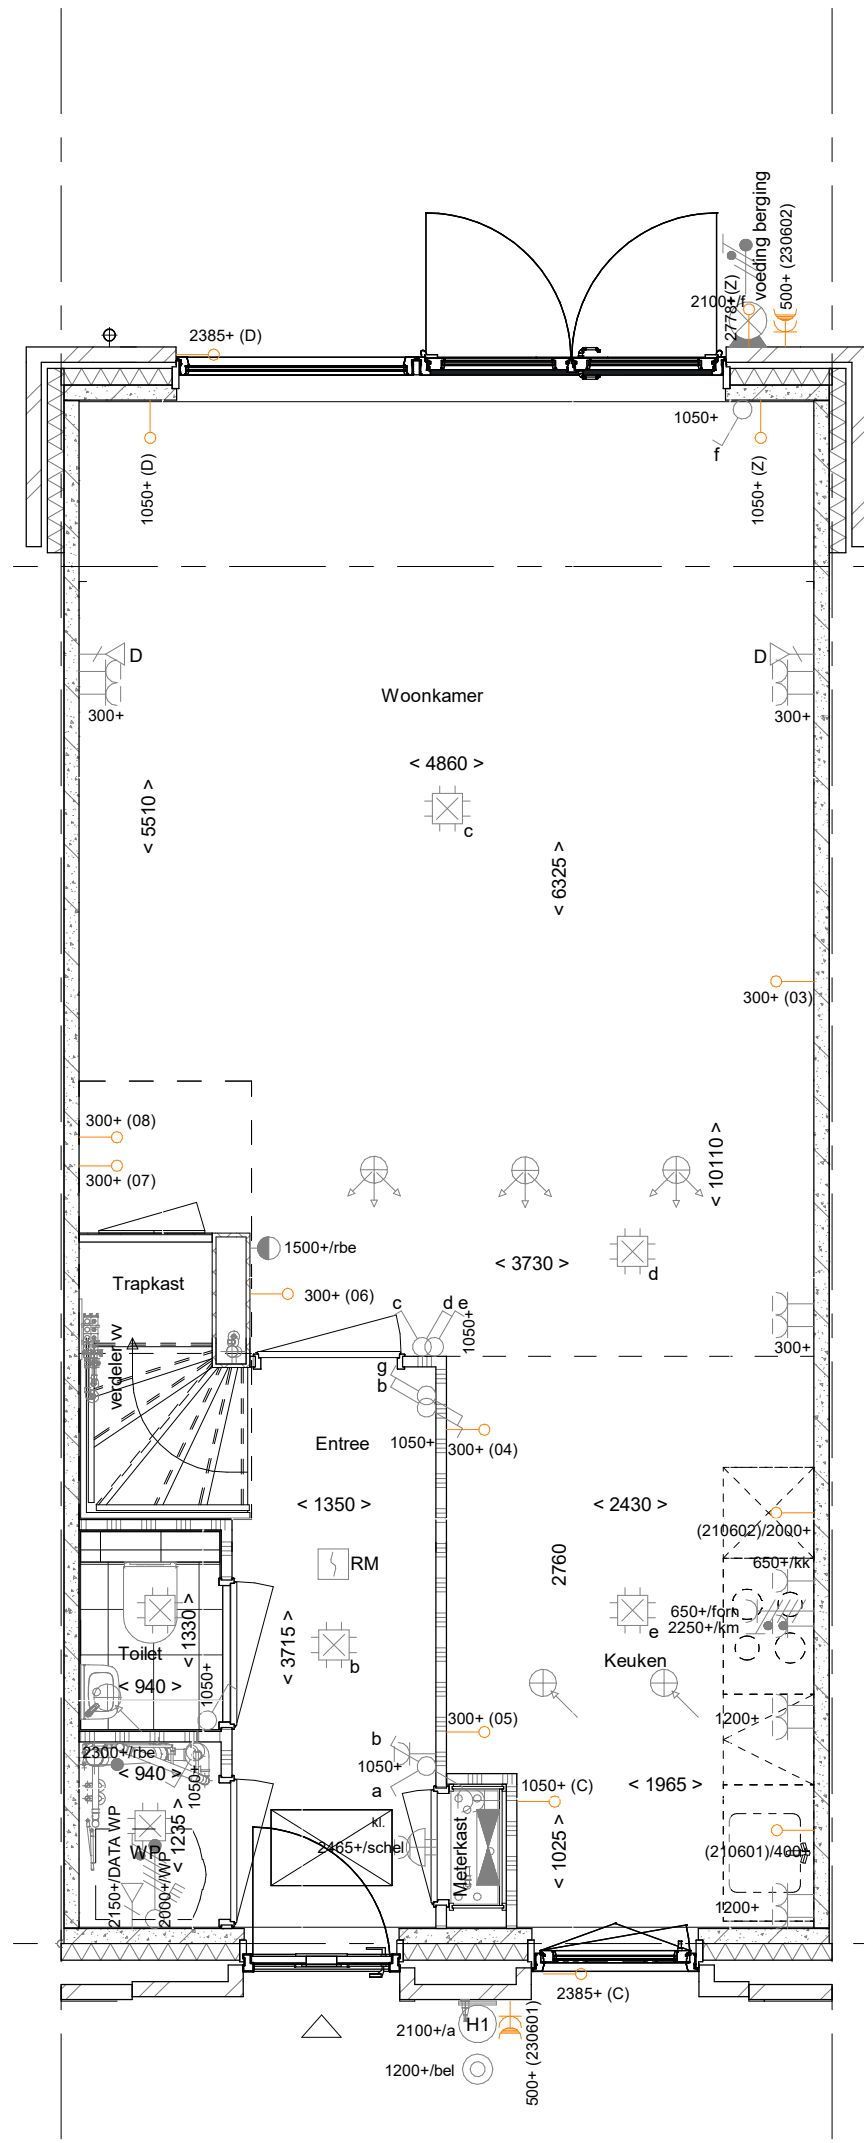 voeding berging
500+ (230602)
2778+ (Z)
2100+/f
2385+ (D)
1050+
f
1050+ (D)
1050+ (Z)
D
300+
D
300+
Woonkamer
< 4860 >
c
< 5510 >
< 6325 >
300+ (03)
300+ (08)
300+ (07)
< 10110 >
1500+/rbe
< 3730 >
d
Trapkast
300+ (06)
c
d e
1050+
300+
verdeler vv
g
b
1050+
Entree
300+ (04)
< 1350 >
< 2430 >
(210602)/2000+
2760
650+/kk
RM
650+/forn
2250+/km
e
Keuken
< 1330 >
Toilet
< 940 >
1050+
< 3715 >
b
300+ (05)
1200+
b
1050+
a
2300+/rbe
< 940 >
1050+
< 1965 >
1050+ (C)
kl.
2465+/schel
< 1235 >
WP
2150+/DATA WP
2000+/WP
Meterkast
< 1025 >
(210601)/400+
1200+
2385+ (C)
2100+/a
H1
500+ (230601)
1200+/bel